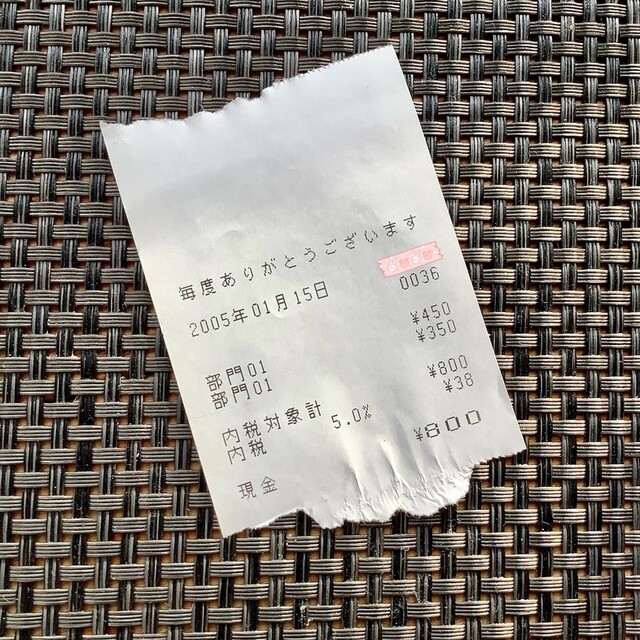 毎度ありがとうございます
2005年01月15日 0036
部門01 ¥450
部門01 ¥350
内税対象計 ¥800
内税 5.0% ¥38
現金 ¥800